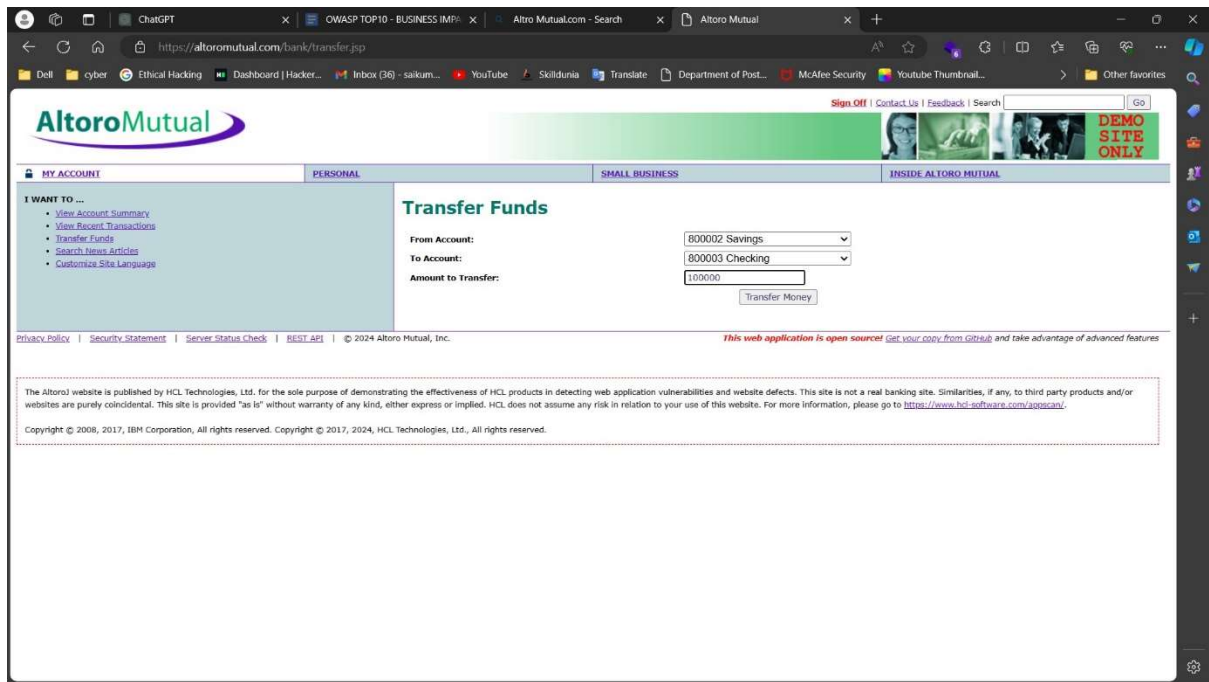 ChatGPT
OWASP TOP10 - BUSINESS IMPA
Altro Mutual.com - Search
Altoro Mutual
https://altoromutual.com/bank/transfer.jsp
Dell cyber Ethical Hacking Dashboard | Hacker... Inbox (36) - saikum... YouTube Skilldunia Translate Department of Post... McAfee Security Youtube Thumbnail... Other favorites
Sign Off | Contact Us | Feedback | Search Go
AltoroMutual
DEMO
SITE
ONLY
MY ACCOUNT PERSONAL SMALL BUSINESS INSIDE ALTORO MUTUAL
I WANT TO ...
• View Account Summary
• View Recent Transactions
• Transfer Funds
• Search News Articles
• Customize Site Language
Transfer Funds
From Account: 800002 Savings
To Account: 800003 Checking
Amount to Transfer: 100000
Transfer Money
Privacy Policy | Security Statement | Server Status Check | REST API | © 2024 Altoro Mutual, Inc. This web application is open source! Get your copy from GitHub and take advantage of advanced features
The AltoroJ website is published by HCL Technologies, Ltd. for the sole purpose of demonstrating the effectiveness of HCL products in detecting web application vulnerabilities and website defects. This site is not a real banking site. Similarities, if any, to third party products and/or
websites are purely coincidental. This site is provided "as is" without warranty of any kind, either express or implied. HCL does not assume any risk in relation to your use of this website. For more information, please go to https://www.hcl-software.com/appscan/.
Copyright © 2008, 2017, IBM Corporation, All rights reserved. Copyright © 2017, 2024, HCL Technologies, Ltd., All rights reserved.